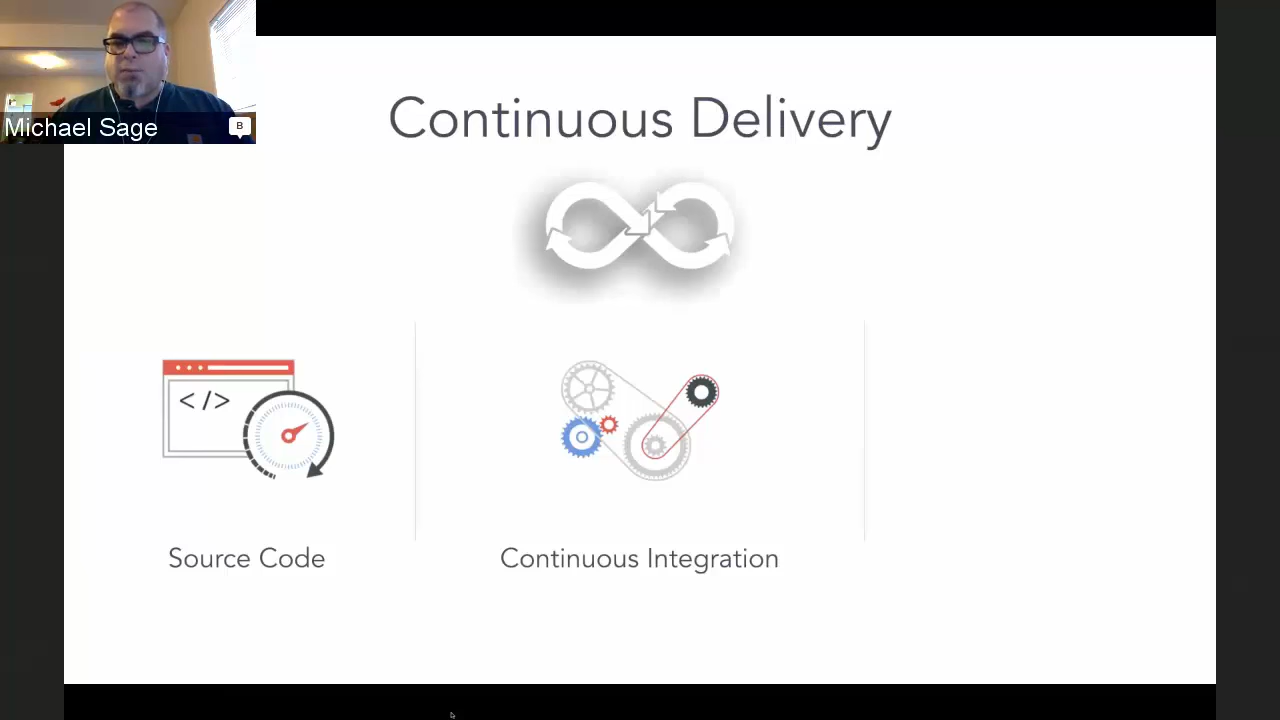 Michael Sage
B
Continuous Delivery
</>
Source Code
Continuous Integration